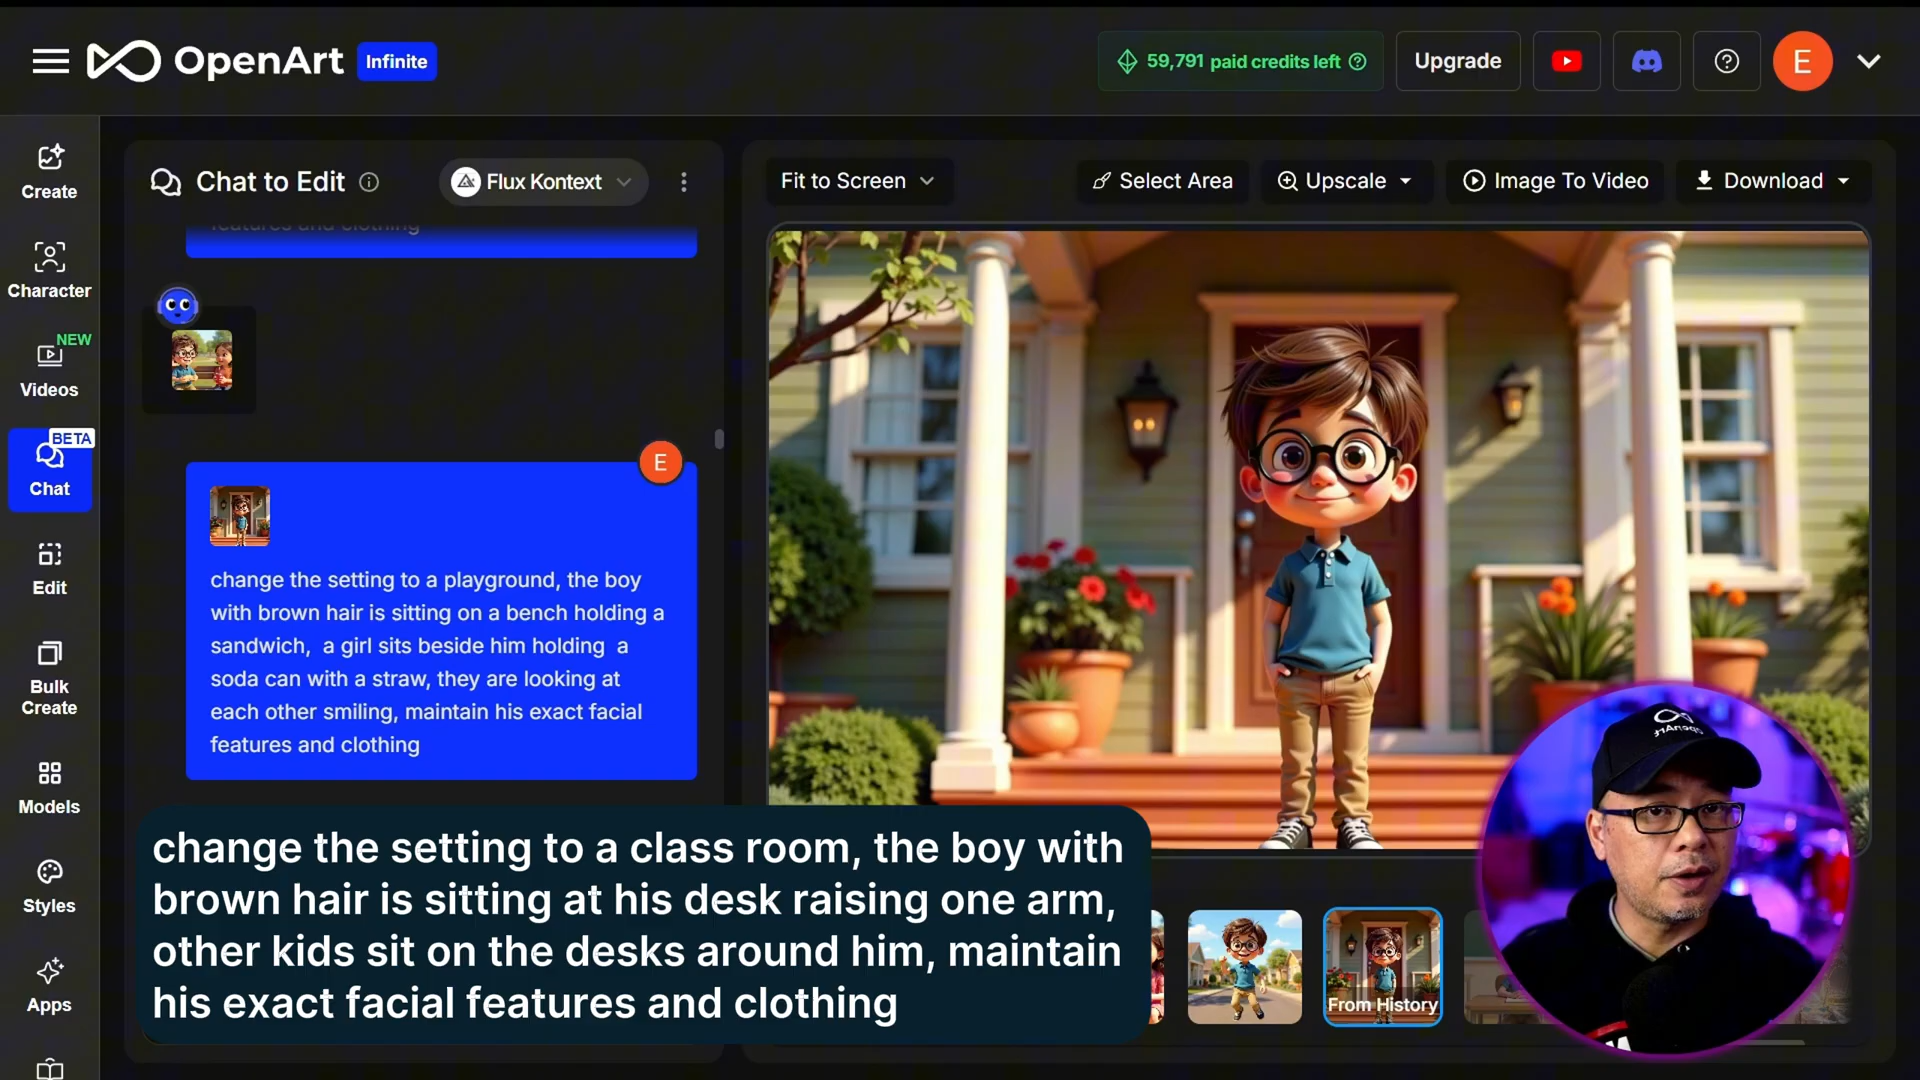 OpenArt
Infinite
59,791 paid credits left
Upgrade
E
Create
Character
NEW
Videos
BETA
Chat
Edit
Bulk
Create
Models
Styles
Apps
Chat to Edit
Flux Kontext
features and clothing
E
change the setting to a playground, the boy
with brown hair is sitting on a bench holding a
sandwich, a girl sits beside him holding a
soda can with a straw, they are looking at
each other smiling, maintain his exact facial
features and clothing
Fit to Screen
Select Area
Upscale
Image To Video
Download
change the setting to a class room, the boy with
brown hair is sitting at his desk raising one arm,
other kids sit on the desks around him, maintain
his exact facial features and clothing
From History